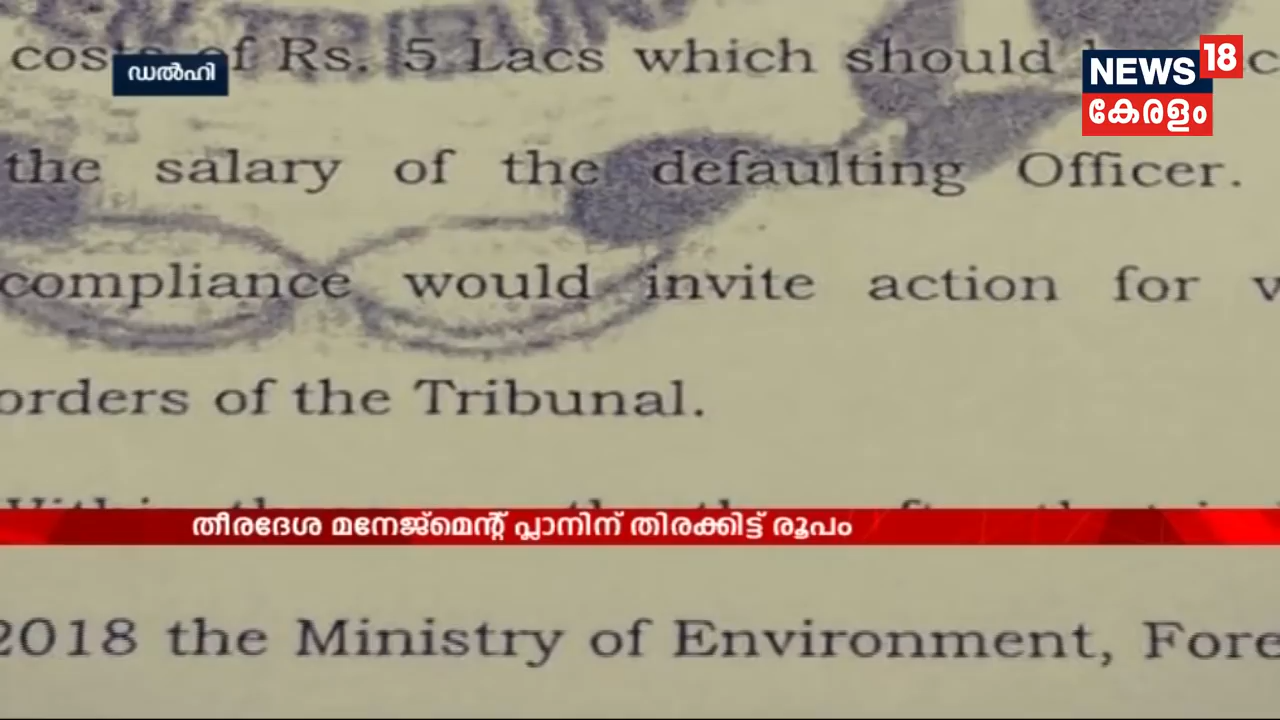 costs of Rs. 5 Lacs which should
ഡൽഹി
NEWS 18
കേരളം
the salary of the defaulting Officer.
compliance would invite action for
orders of the Tribunal.
തീരദേശ മനേജ്മെന്റ് പ്ലാനിന് തിരക്കിട്ട് രൂപം
2018 the Ministry of Environment,